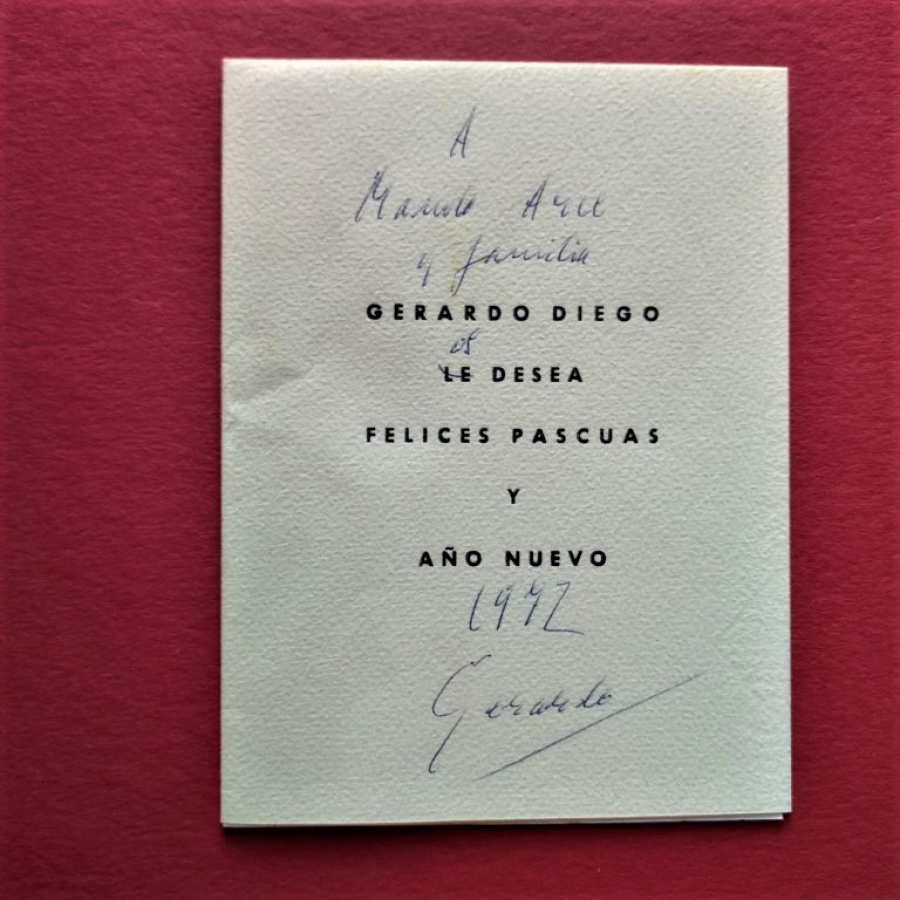 A
Manolo Arce
y familia
GERARDO DIEGO
os
LE DESEA
FELICES PASCUAS
Y
AÑO NUEVO
1972
Gerardo